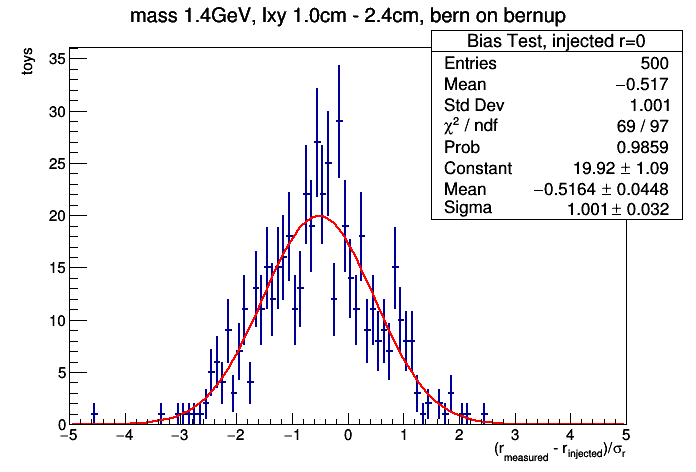 mass 1.4GeV, lxy 1.0cm - 2.4cm, bern on bernup
toys
Bias Test, injected r=0
Entries 500
Mean −0.517
Std Dev 1.001
χ² / ndf 69 / 97
Prob 0.9859
Constant 19.92 ± 1.09
Mean −0.5164 ± 0.0448
Sigma 1.001 ± 0.032
35
30
25
20
15
10
5
0
−5 −4 −3 −2 −1 0 1 2 3 4 5
(r_measured - r_injected)/σ_r